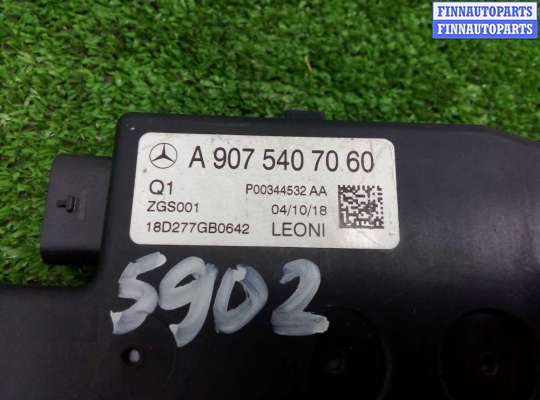 FINNAUTOPARTS
FINNAUTOPARTS
A 907 540 70 60
Q1 P00344532 AA
ZGS001 04/10/18
18D277GB0642 LEONI
5902